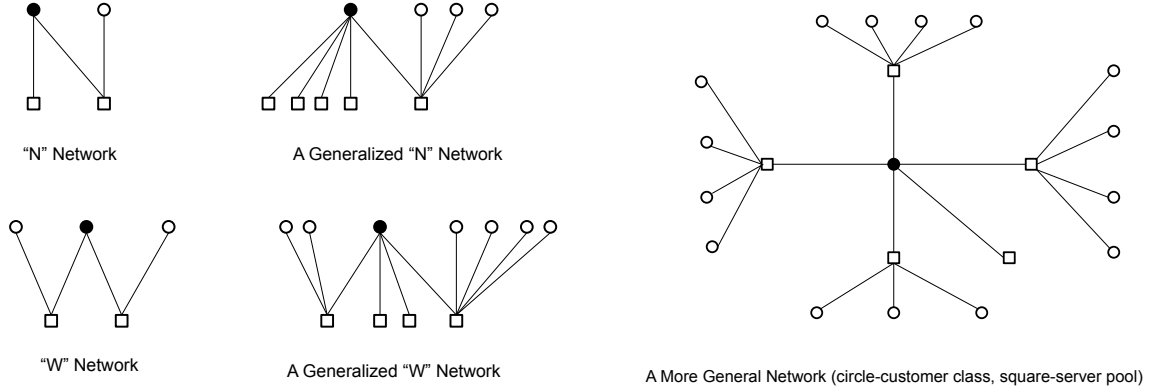 “N” Network
A Generalized “N” Network
“W” Network
A Generalized “W” Network
A More General Network (circle-customer class, square-server pool)